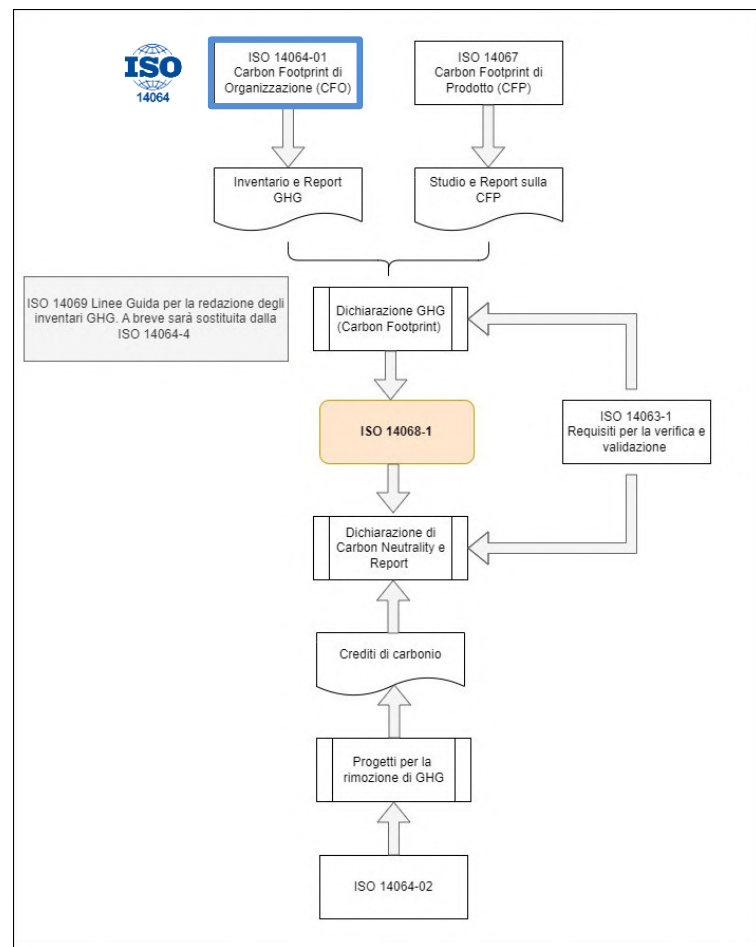 ISO
14064
ISO 14064-01
Carbon Footprint di
Organizzazione (CFO)
ISO 14067
Carbon Footprint di
Prodotto (CFP)
Inventario e Report
GHG
Studio e Report sulla
CFP
ISO 14069 Linee Guida per la redazione degli
inventari GHG. A breve sarà sostituita dalla
ISO 14064-4
Dichiarazione GHG
(Carbon Footprint)
ISO 14068-1
ISO 14063-1
Requisiti per la verifica e
validazione
Dichiarazione di
Carbon Neutrality e
Report
Crediti di carbonio
Progetti per la
rimozione di GHG
ISO 14064-02